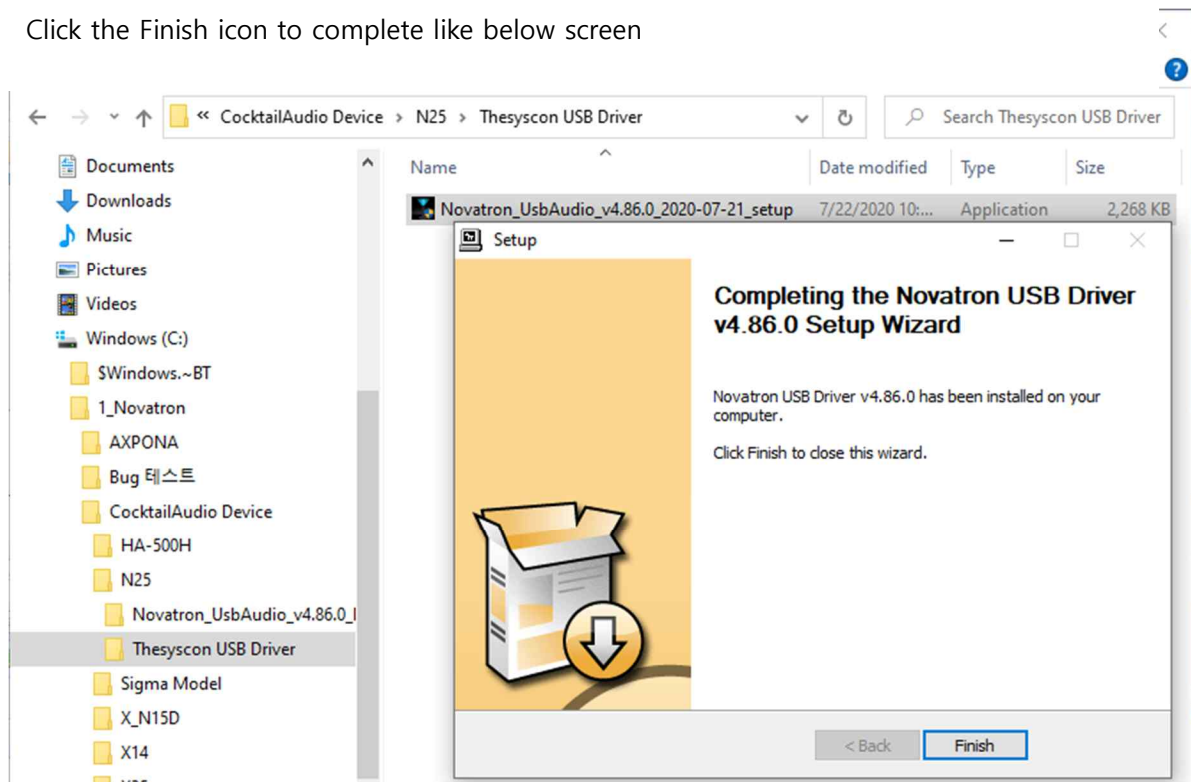 Click the Finish icon to complete like below screen
« CocktailAudio Device > N25 > Thesyscon USB Driver
Search Thesyscon USB Driver
Name Date modified Type Size
Novatron_UsbAudio_v4.86.0_2020-07-21_setup 7/22/2020 10:... Application 2,268 KB
Documents
Downloads
Music
Pictures
Videos
Windows (C:)
$Windows.~BT
1_Novatron
AXPONA
Bug 테스트
CocktailAudio Device
HA-500H
N25
Novatron_UsbAudio_v4.86.0_
Thesyscon USB Driver
Sigma Model
X_N15D
X14
Setup
Completing the Novatron USB Driver
v4.86.0 Setup Wizard
Novatron USB Driver v4.86.0 has been installed on your
computer.
Click Finish to close this wizard.
< Back Finish